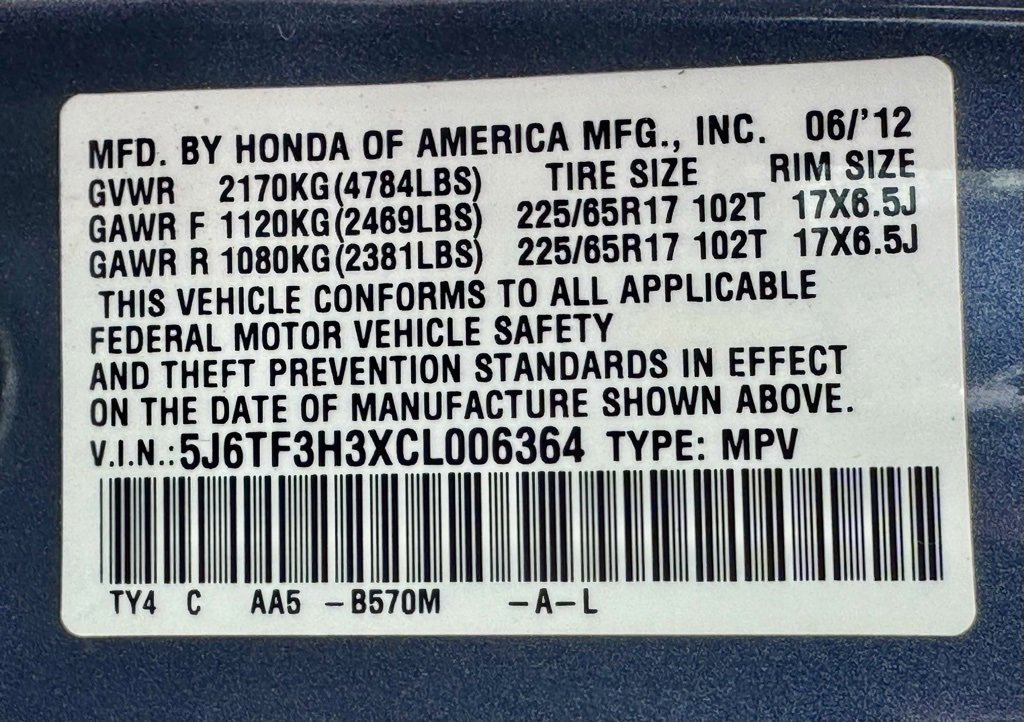 MFD. BY HONDA OF AMERICA MFG., INC. 06/'12
GVWR 2170KG(4784LBS) TIRE SIZE RIM SIZE
GAWR F 1120KG(2469LBS) 225/65R17 102T 17X6.5J
GAWR R 1080KG(2381LBS) 225/65R17 102T 17X6.5J
THIS VEHICLE CONFORMS TO ALL APPLICABLE
FEDERAL MOTOR VEHICLE SAFETY
AND THEFT PREVENTION STANDARDS IN EFFECT
ON THE DATE OF MANUFACTURE SHOWN ABOVE.
V.I.N.:5J6TF3H3XCL006364 TYPE: MPV
TY4 C AA5 -B570M -A-L